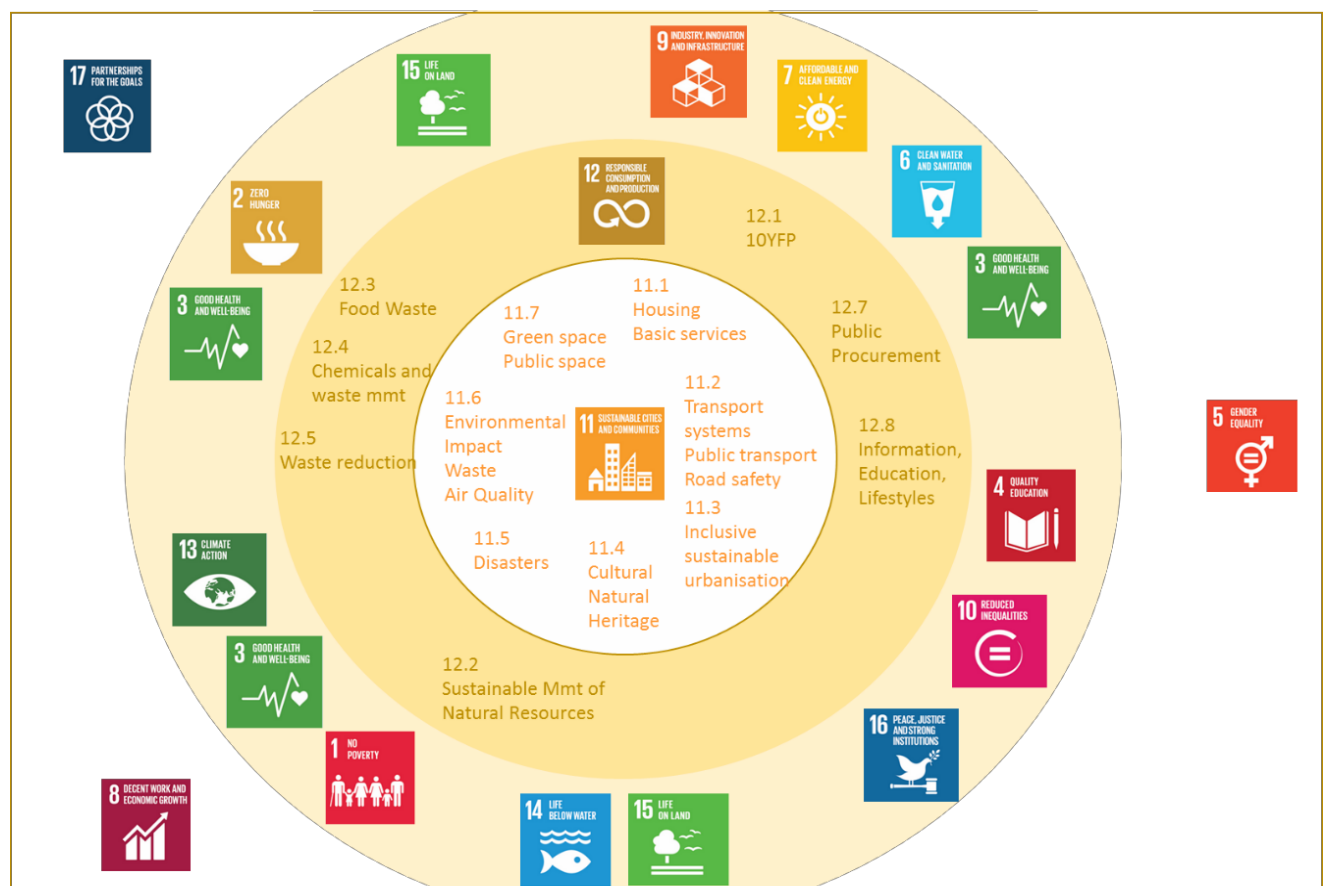 17 PARTNERSHIPS
FOR THE GOALS
15 LIFE
ON LAND
9 INDUSTRY, INNOVATION
AND INFRASTRUCTURE
7 AFFORDABLE AND
CLEAN ENERGY
6 CLEAN WATER
AND SANITATION
12 RESPONSIBLE
CONSUMPTION
AND PRODUCTION
2 ZERO
HUNGER
12.1
10YFP
3 GOOD HEALTH
AND WELL-BEING
3 GOOD HEALTH
AND WELL-BEING
12.3
Food Waste
11.7
Green space
Public space
11.1
Housing
Basic services
12.7
Public
Procurement
12.4
Chemicals and
waste mmt
11.6
Environmental
Impact
Waste
Air Quality
11 SUSTAINABLE CITIES
AND COMMUNITIES
11.2
Transport
systems
Public transport
Road safety
12.5
Waste reduction
12.8
Information,
Education,
Lifestyles
5 GENDER
EQUALITY
4 QUALITY
EDUCATION
11.3
Inclusive
sustainable
urbanisation
11.5
Disasters
11.4
Cultural
Natural
Heritage
13 CLIMATE
ACTION
10 REDUCED
INEQUALITIES
3 GOOD HEALTH
AND WELL-BEING
12.2
Sustainable Mmt of
Natural Resources
16 PEACE, JUSTICE
AND STRONG
INSTITUTIONS
1 NO
POVERTY
8 DECENT WORK AND
ECONOMIC GROWTH
14 LIFE
BELOW WATER
15 LIFE
ON LAND